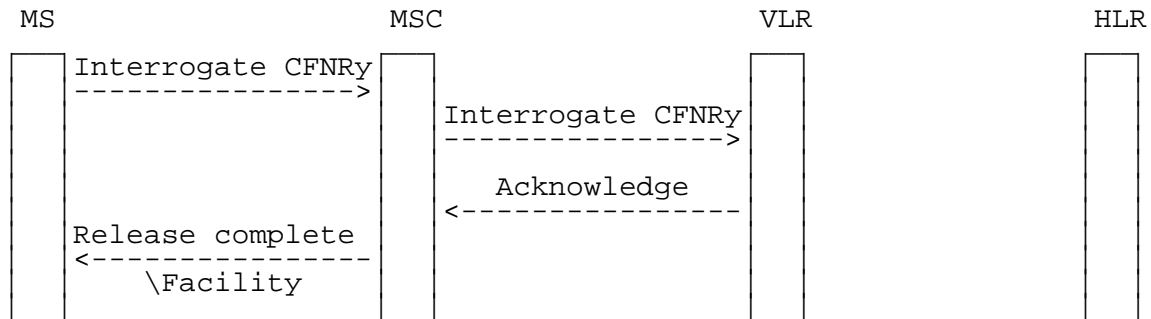 MS MSC VLR HLR
Interrogate CFNRy
---------------->
Interrogate CFNRy
---------------->
Acknowledge
<----------------
Release complete
<----------------
\Facility